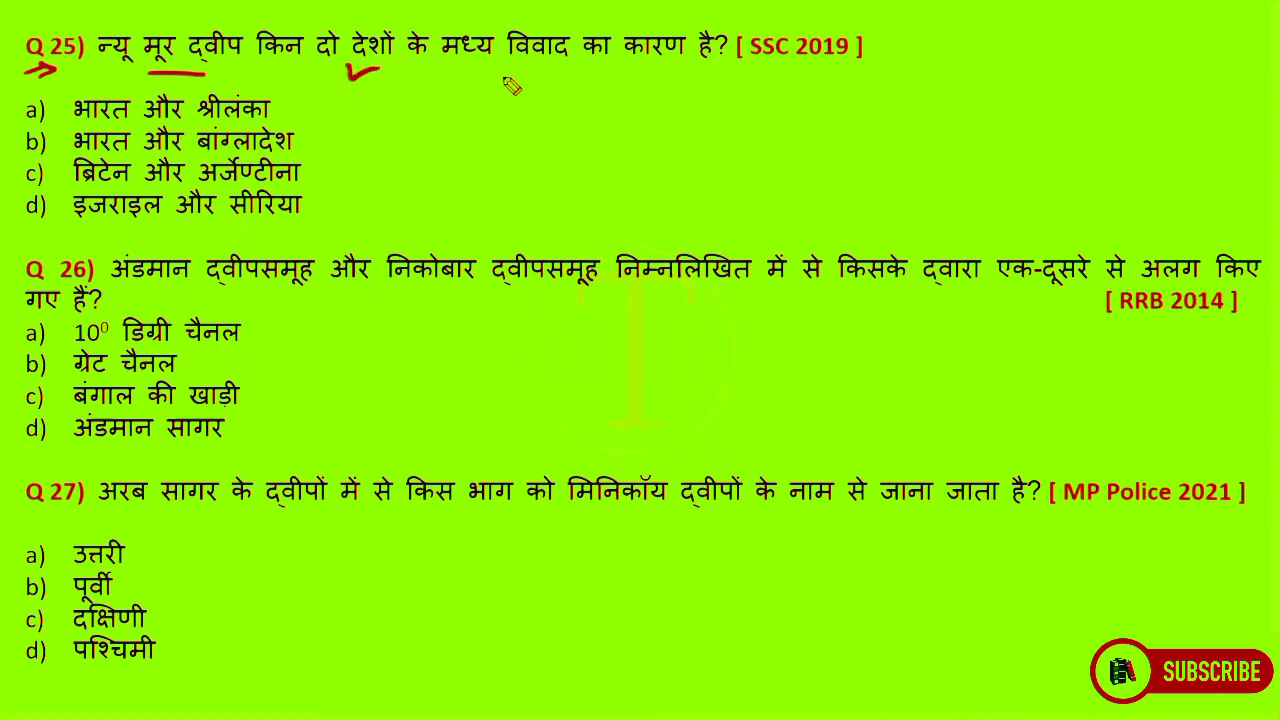 Q 25) न्यू मूर द्वीप किन दो देशों के मध्य विवाद का कारण है? [ SSC 2019 ]
a) भारत और श्रीलंका
b) भारत और बांग्लादेश
c) ब्रिटेन और अर्जेण्टीना
d) इजराइल और सीरिया
Q 26) अंडमान द्वीपसमूह और निकोबार द्वीपसमूह निम्नलिखित में से किसके द्वारा एक-दूसरे से अलग किए
गए हैं? [ RRB 2014 ]
a) 10⁰ डिग्री चैनल
b) ग्रेट चैनल
c) बंगाल की खाड़ी
d) अंडमान सागर
Q 27) अरब सागर के द्वीपों में से किस भाग को मिनिकॉय द्वीपों के नाम से जाना जाता है? [ MP Police 2021 ]
a) उत्तरी
b) पूर्वी
c) दक्षिणी
d) पश्चिमी
SUBSCRIBE